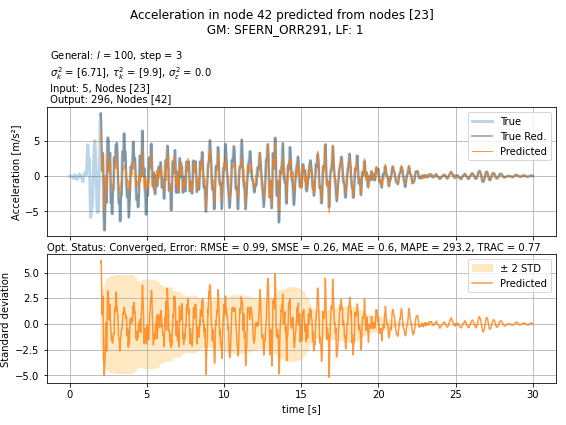 Acceleration in node 42 predicted from nodes [23]
GM: SFERN_ORR291, LF: 1
General: l = 100, step = 3
σ²ₖ = [6.71], τ²ₖ = [9.9], σ²ε = 0.0
Input: 5, Nodes [23]
Output: 296, Nodes [42]
Acceleration [m/s²]
5
0
−5
True
True Red.
Predicted
Opt. Status: Converged, Error: RMSE = 0.99, SMSE = 0.26, MAE = 0.6, MAPE = 293.2, TRAC = 0.77
Standard deviation
5.0
2.5
0.0
−2.5
−5.0
± 2 STD
Predicted
0 5 10 15 20 25 30
time [s]